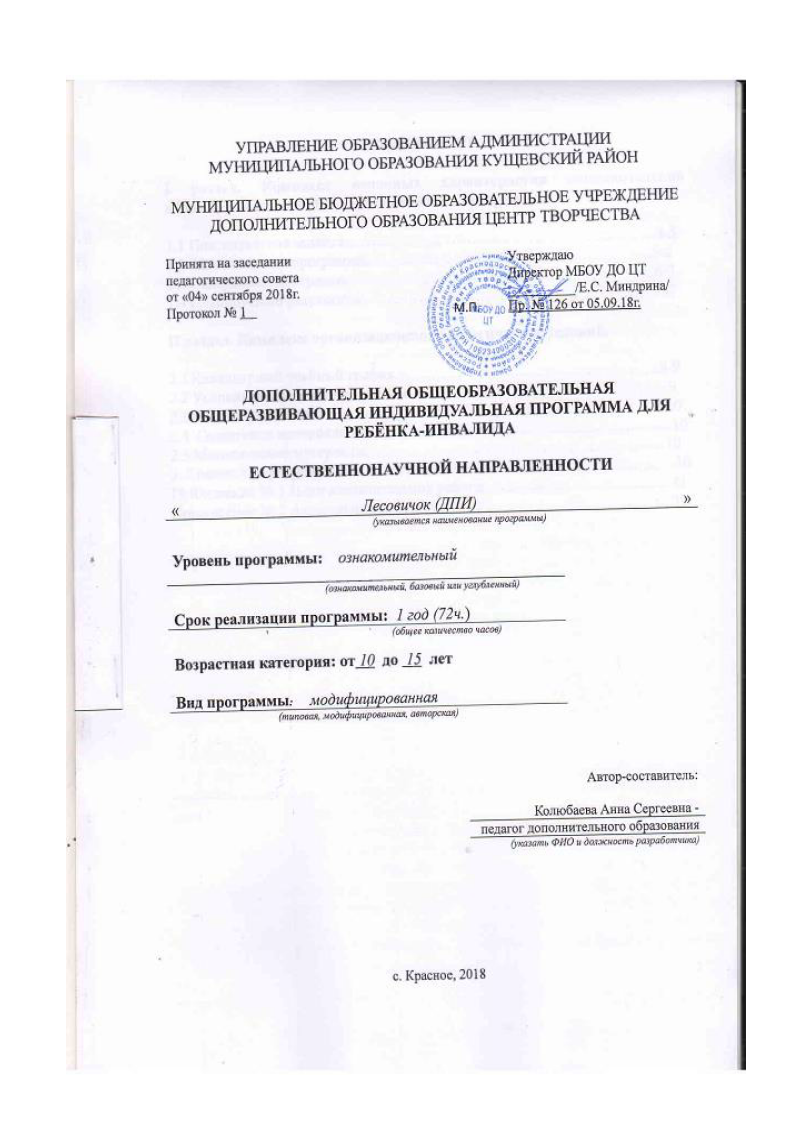 УПРАВЛЕНИЕ ОБРАЗОВАНИЕМ АДМИНИСТРАЦИИ
МУНИЦИПАЛЬНОГО ОБРАЗОВАНИЯ КУЩЕВСКИЙ РАЙОН
МУНИЦИПАЛЬНОЕ БЮДЖЕТНОЕ ОБРАЗОВАТЕЛЬНОЕ УЧРЕЖДЕНИЕ
ДОПОЛНИТЕЛЬНОГО ОБРАЗОВАНИЯ ЦЕНТР ТВОРЧЕСТВА
Принята на заседании
педагогического совета
от «04» сентября 2018г.
Протокол № 1
Утверждаю
Директор МБОУ ДО ЦТ
/Е.С. Миндрина/
М.П.
Пр. № 126 от 05.09.18г.
МБОУ ДО
ЦТ
ДОПОЛНИТЕЛЬНАЯ ОБЩЕОБРАЗОВАТЕЛЬНАЯ
ОБЩЕРАЗВИВАЮЩАЯ ИНДИВИДУАЛЬНАЯ ПРОГРАММА ДЛЯ
РЕБЁНКА-ИНВАЛИДА
ЕСТЕСТВЕННОНАУЧНОЙ НАПРАВЛЕННОСТИ
« Лесовичок (ДПИ) »
(указывается наименование программы)
Уровень программы: ознакомительный
(ознакомительный, базовый или углубленный)
Срок реализации программы: 1 год (72ч.)
(общее количество часов)
Возрастная категория: от 10 до 15 лет
Вид программы: модифицированная
(типовая, модифицированная, авторская)
Автор-составитель:
Колюбаева Анна Сергеевна -
педагог дополнительного образования
(указать ФИО и должность разработчика)
с. Красное, 2018